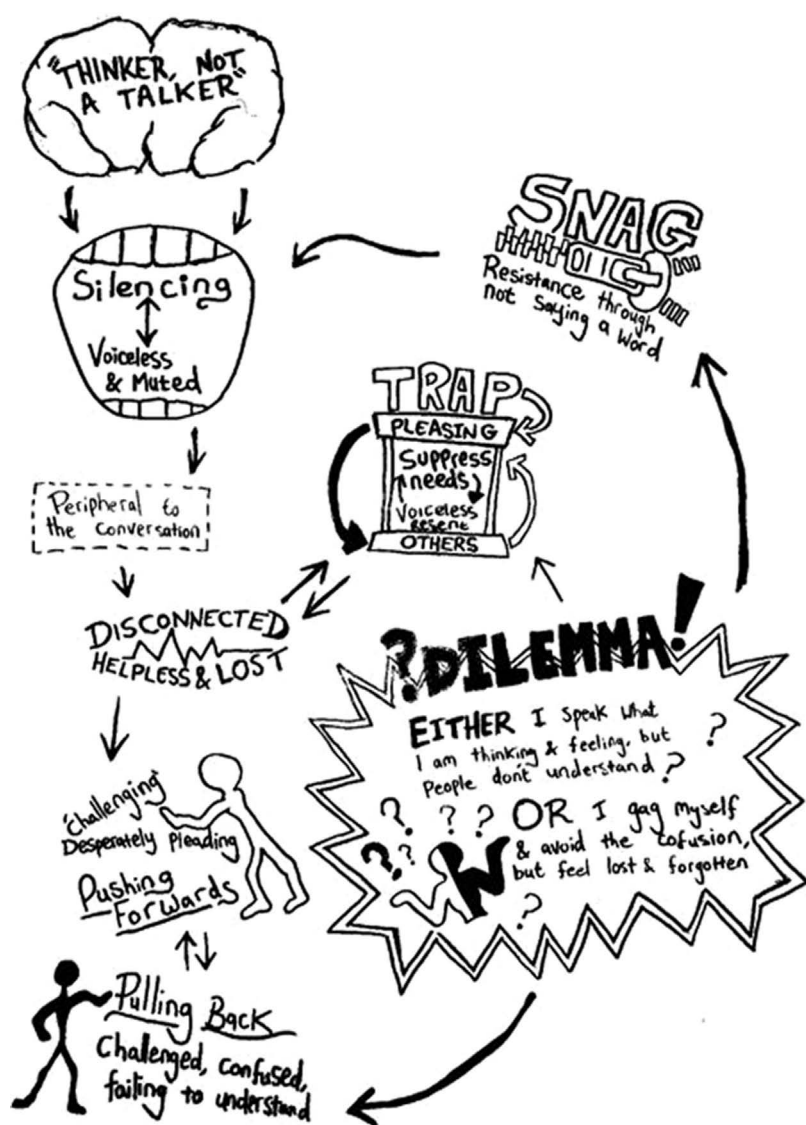 "THINKER, NOT
A TALKER"
Silencing
Voiceless
& Muted
Peripheral to
the conversation
DISCONNECTED
HELPLESS & LOST
"Challenging"
Desperately Pleading
Pushing
Forwards
Pulling Back
Challenged, confused,
failing to understand
SNAG
Resistance through
not saying a word
TRAP
PLEASING
Suppress
needs
Voiceless
Resent
OTHERS
?DILEMMA!
EITHER I speak what
I am thinking & feeling, but
People don't understand ?
?
? ? ?
? ?
OR I gag myself
& avoid the cofusion,
but feel lost & forgotten
?